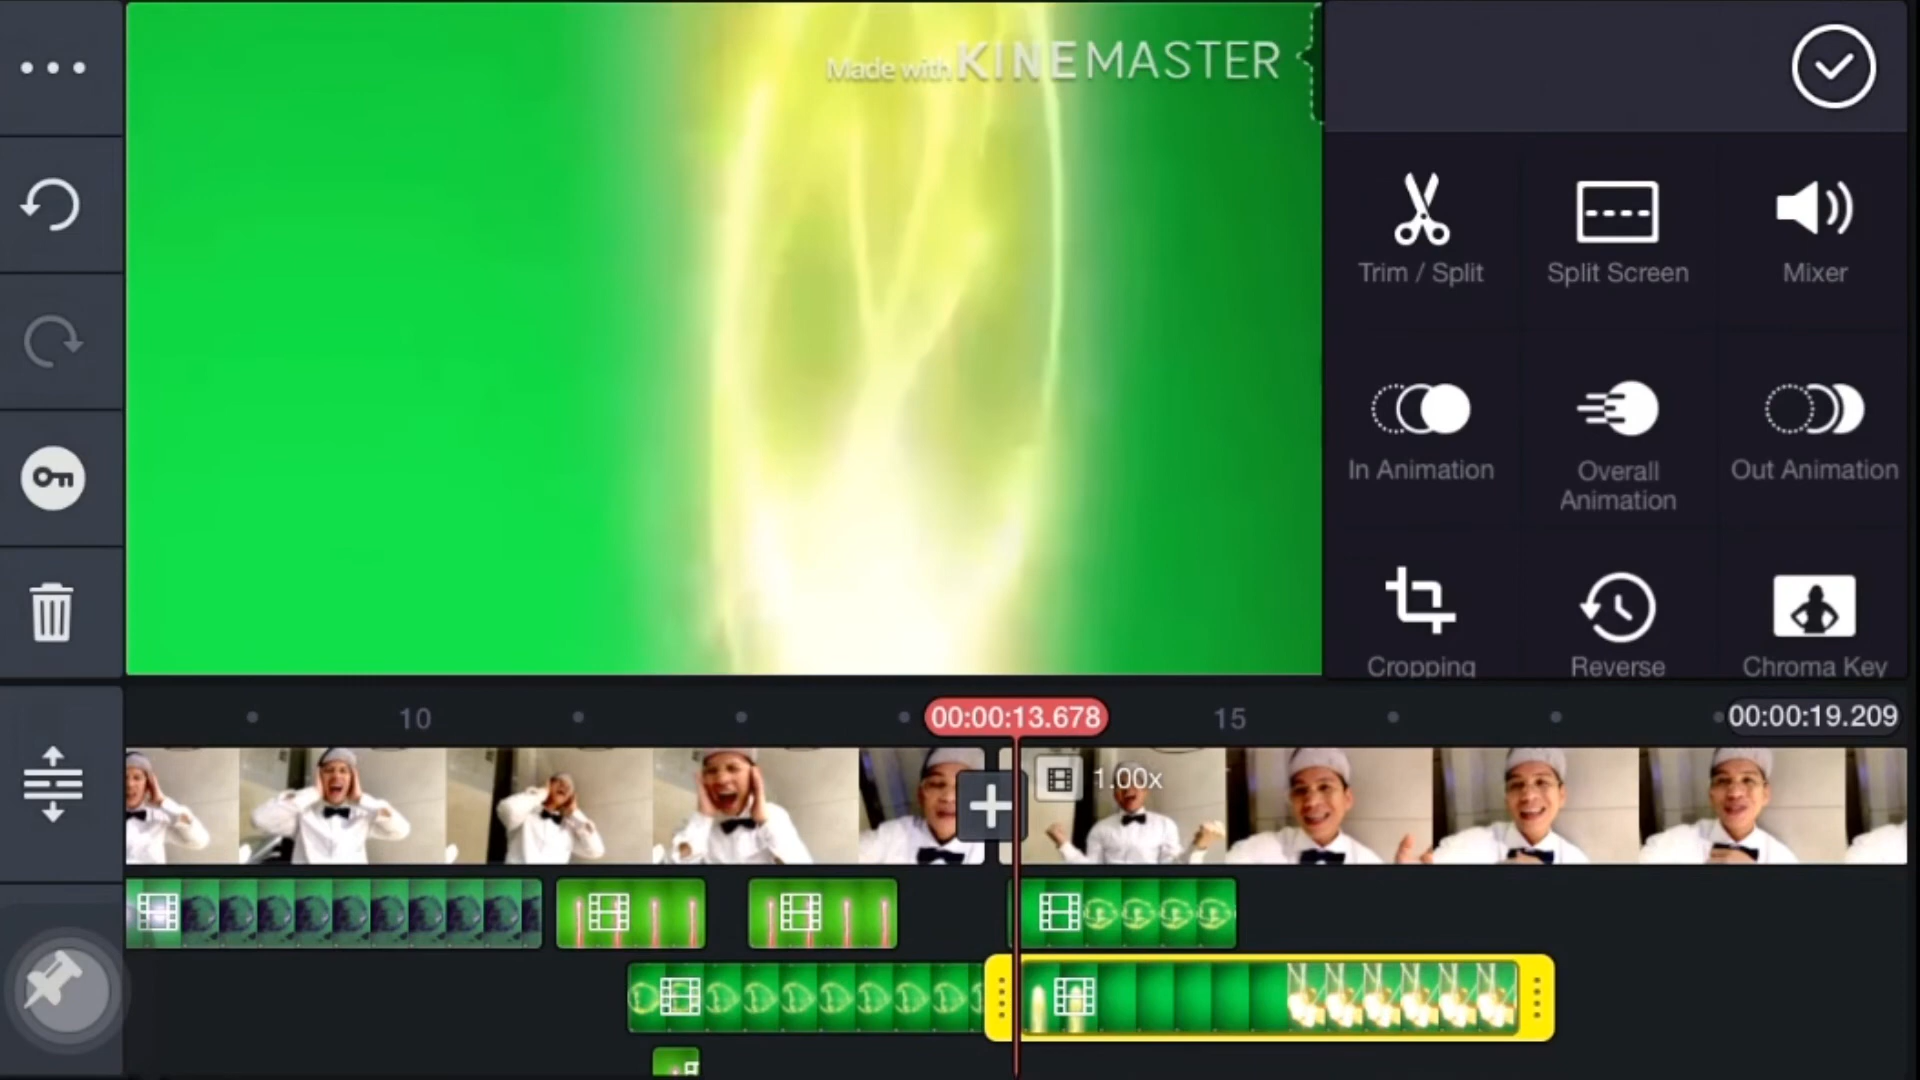 Made with KINEMASTER
Trim / Split
Split Screen
Mixer
In Animation
Overall
Animation
Out Animation
Cropping
Reverse
Chroma Key
10
00:00:13.678
15
00:00:19.209
1.00x